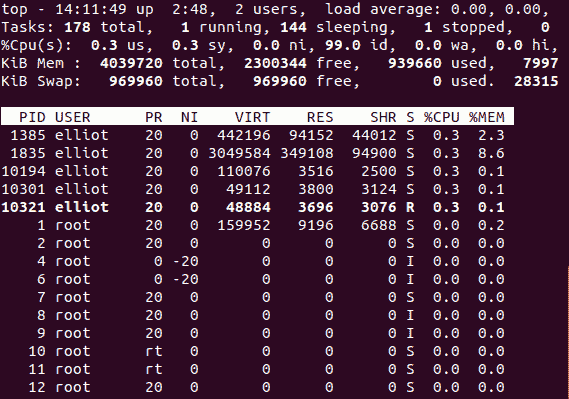 top - 14:11:49 up  2:48,  2 users,  load average: 0.00, 0.00,
Tasks: 178 total,   1 running, 144 sleeping,   1 stopped,   0
%Cpu(s):  0.3 us,  0.3 sy,  0.0 ni, 99.0 id,  0.0 wa,  0.0 hi,
KiB Mem :  4039720 total,  2300344 free,   939660 used,   7997
KiB Swap:   969960 total,   969960 free,        0 used.  28315
  PID USER      PR  NI    VIRT    RES    SHR S %CPU %MEM
 1385 elliot    20   0  442196  94152  44012 S  0.3  2.3
 1835 elliot    20   0 3049584 349108  94900 S  0.3  8.6
10194 elliot    20   0  110076   3516   2500 S  0.3  0.1
10301 elliot    20   0   49112   3800   3124 S  0.3  0.1
10321 elliot    20   0   48884   3696   3076 R  0.3  0.1
    1 root      20   0  159952   9196   6688 S  0.0  0.2
    2 root      20   0       0      0      0 S  0.0  0.0
    4 root       0 -20       0      0      0 I  0.0  0.0
    6 root       0 -20       0      0      0 I  0.0  0.0
    7 root      20   0       0      0      0 S  0.0  0.0
    8 root      20   0       0      0      0 I  0.0  0.0
    9 root      20   0       0      0      0 I  0.0  0.0
   10 root      rt   0       0      0      0 S  0.0  0.0
   11 root      rt   0       0      0      0 S  0.0  0.0
   12 root      20   0       0      0      0 S  0.0  0.0